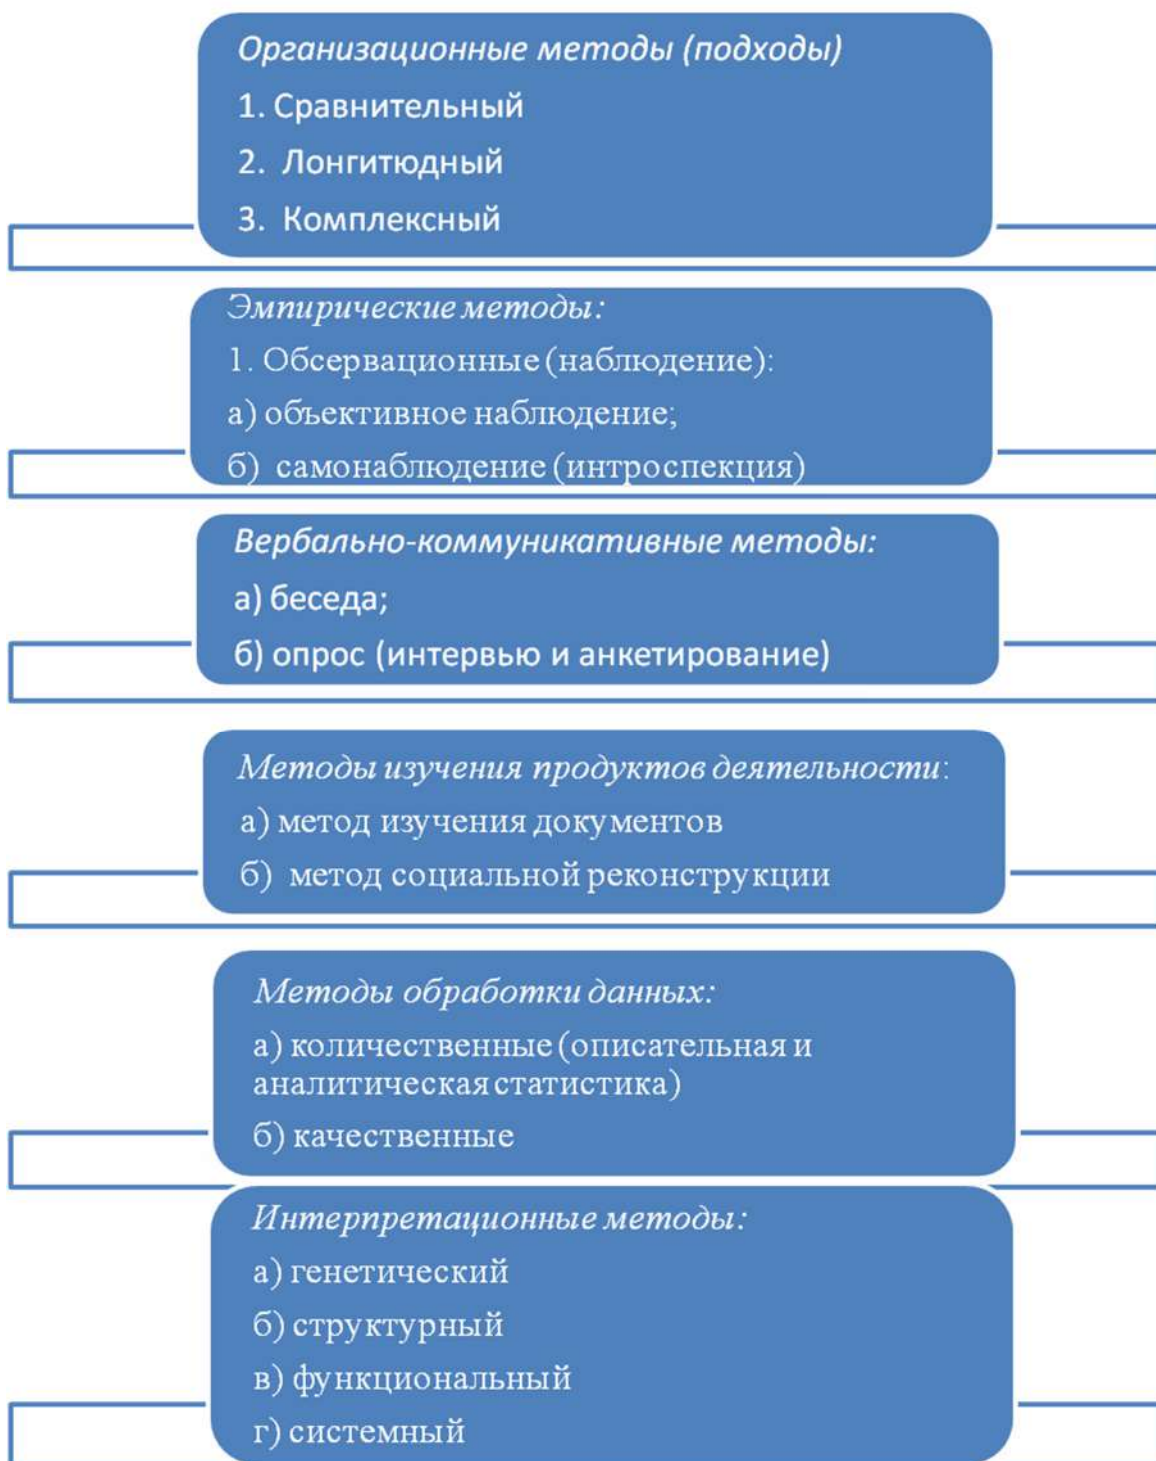 Организационные методы (подходы)
1. Сравнительный
2. Лонгитюдный
3. Комплексный
Эмпирические методы:
1. Обсервационные (наблюдение):
а) объективное наблюдение;
б) самонаблюдение (интроспекция)
Вербально-коммуникативные методы:
а) беседа;
б) опрос (интервью и анкетирование)
Методы изучения продуктов деятельности:
а) метод изучения документов
б) метод социальной реконструкции
Методы обработки данных:
а) количественные (описательная и
аналитическая статистика)
б) качественные
Интерпретационные методы:
а) генетический
б) структурный
в) функциональный
г) системный